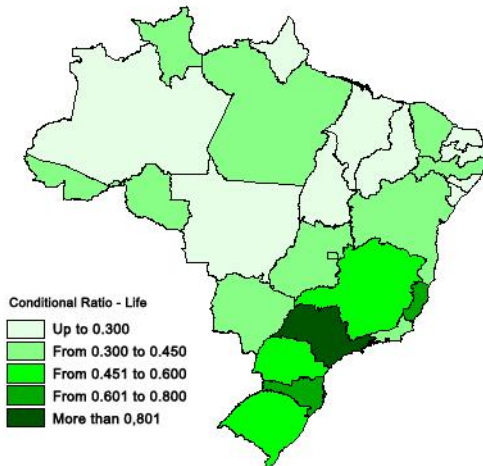 Conditional Ratio - Life
Up to 0.300
From 0.300 to 0.450
From 0.451 to 0.600
From 0.601 to 0.800
More than 0,801